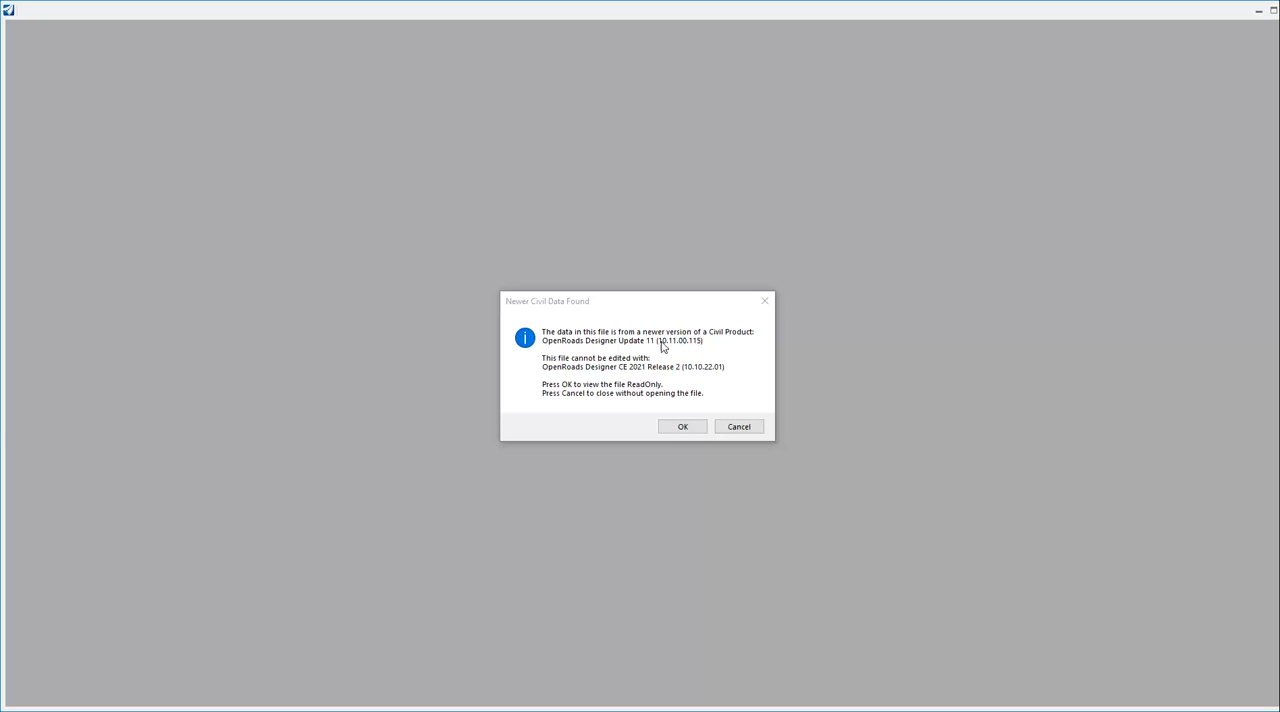 Newer Civil Data Found
The data in this file is from a newer version of a Civil Product:
OpenRoads Designer Update 11 (10.11.00.115)
This file cannot be edited with:
OpenRoads Designer CE 2021 Release 2 (10.10.22.01)
Press OK to view the file ReadOnly.
Press Cancel to close without opening the file.
OK
Cancel